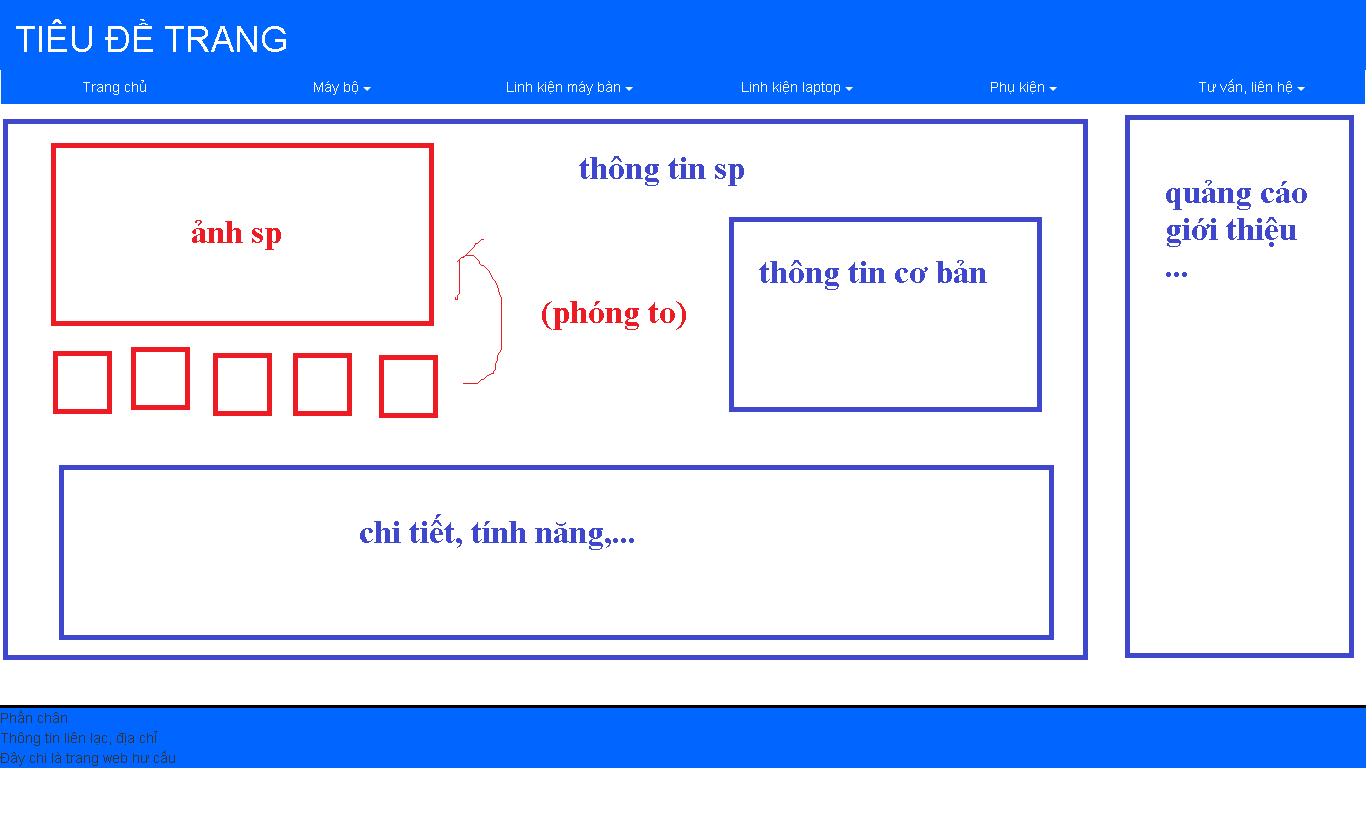 TIÊU ĐỀ TRANG
Trang chủ
Máy bộ
Linh kiện máy bàn
Linh kiện laptop
Phụ kiện
Tư vấn, liên hệ
thông tin sp
ảnh sp
(phóng to)
thông tin cơ bản
chi tiết, tính năng,...
quảng cáo
giới thiệu
...
Phần chân
Thông tin liên lạc, địa chỉ
Đây chỉ là trang web hư cấu